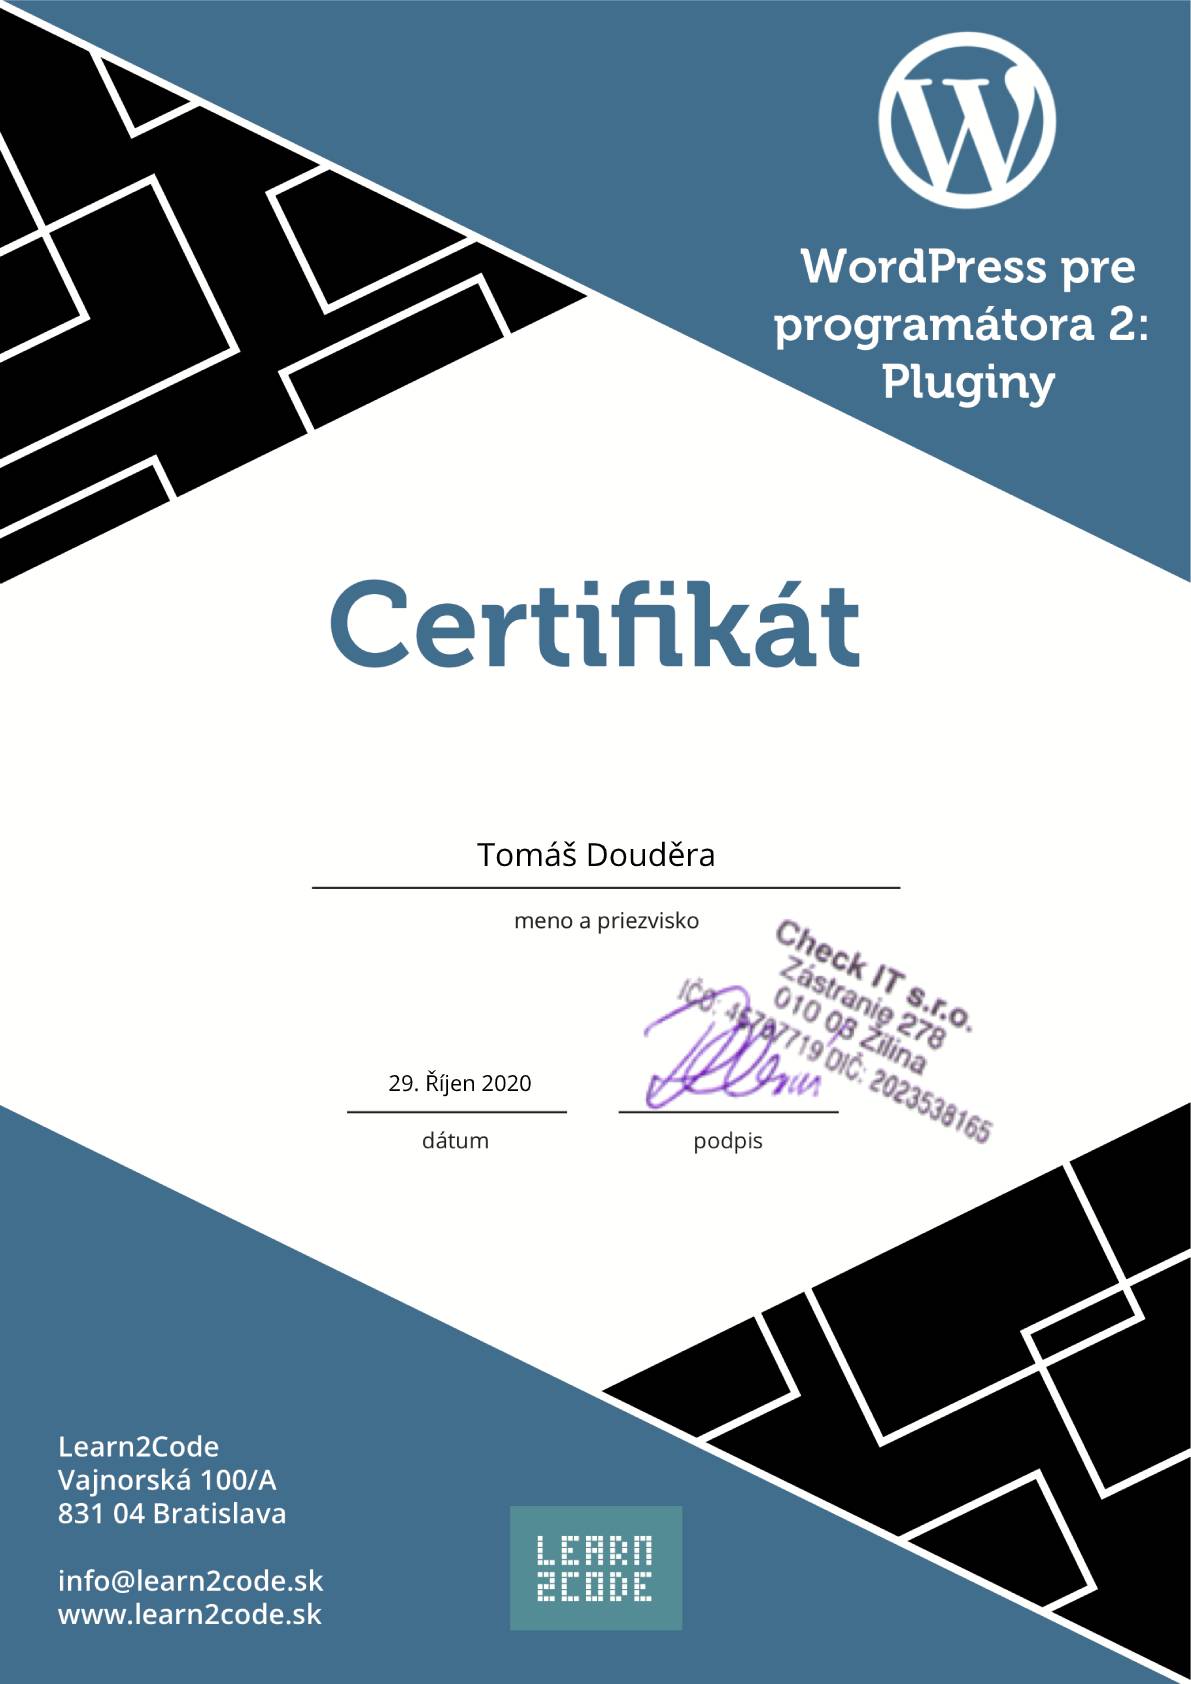 WordPress pre
programátora 2:
Pluginy
Certifikát
Tomáš Douděra
meno a priezvisko
Check IT s.r.o.
Zástranie 278
010 03 Žilina
IČO: 46797719 DIČ: 2023538165
29. Říjen 2020
dátum
podpis
Learn2Code
Vajnorská 100/A
831 04 Bratislava
info@learn2code.sk
www.learn2code.sk
LEARN
2CODE